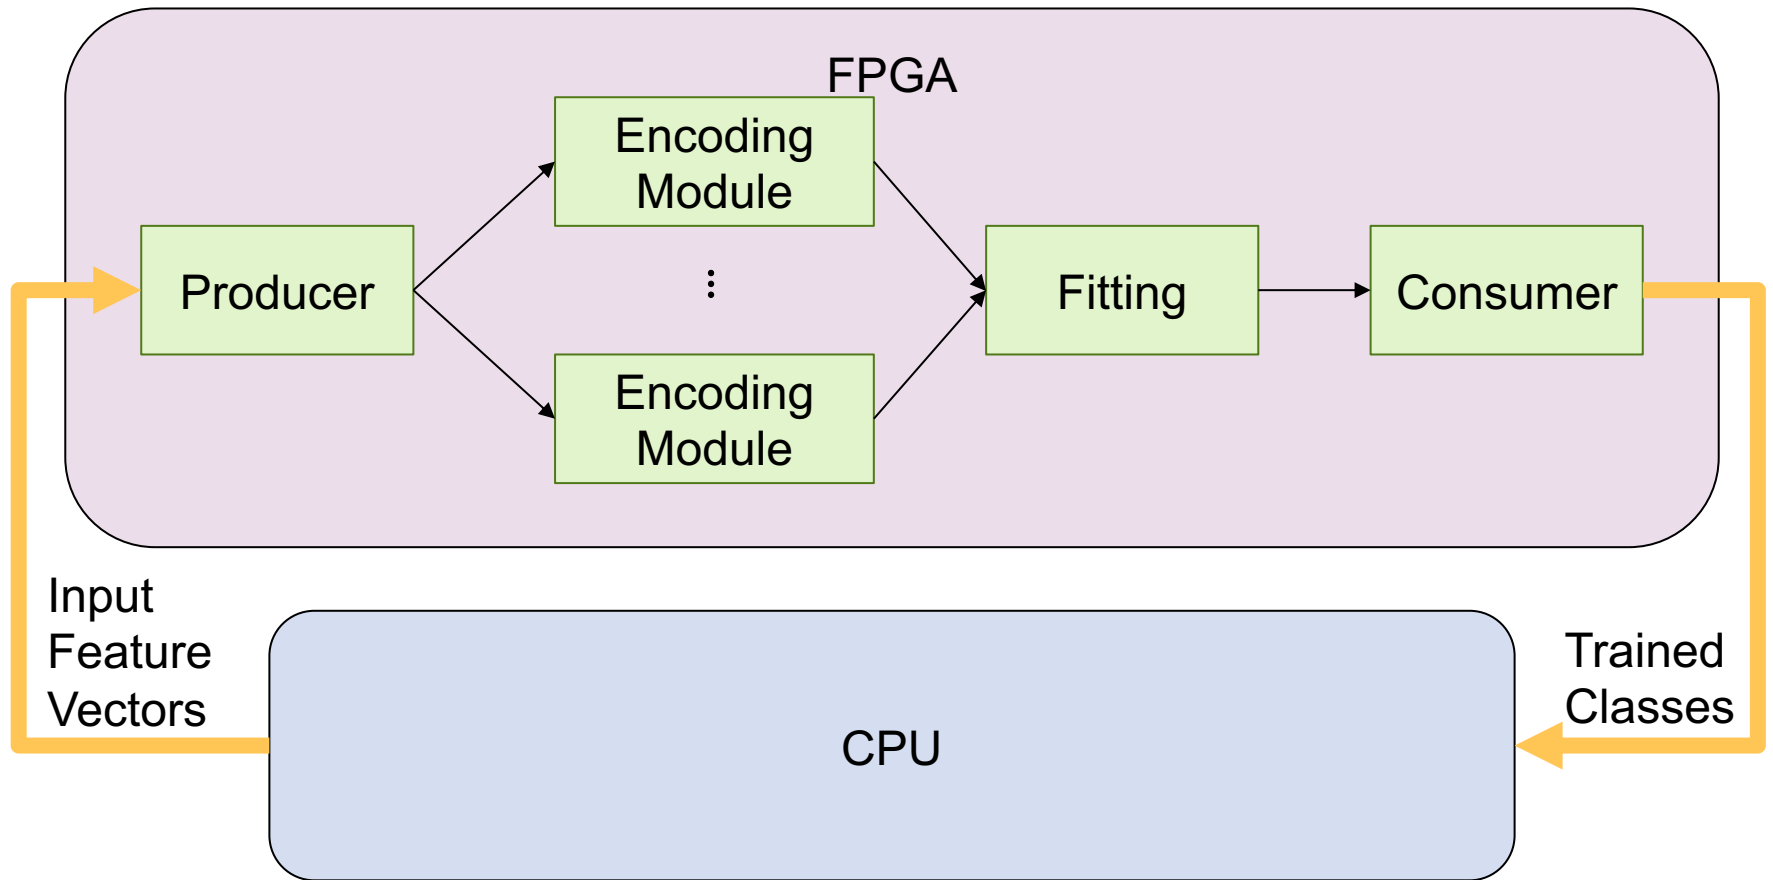 FPGA
Encoding
Module
Producer
⋮
Fitting
Consumer
Encoding
Module
Input
Feature
Vectors
Trained
Classes
CPU